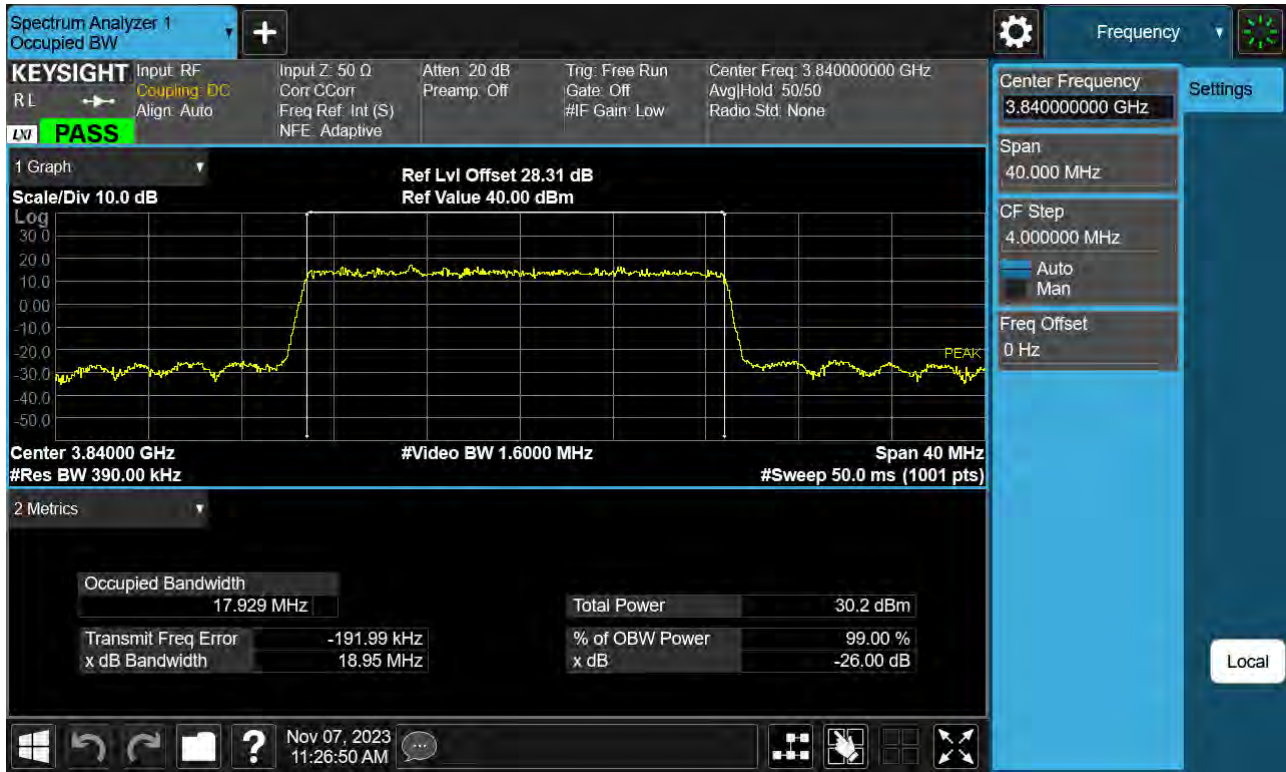 Spectrum Analyzer 1
Occupied BW
+
Frequency
KEYSIGHT
RL
LXI PASS
Input: RF
Coupling: DC
Align: Auto
Input Z: 50 Ω
Corr CCorr
Freq Ref: Int (S)
NFE: Adaptive
Atten: 20 dB
Preamp: Off
Trig: Free Run
Gate: Off
#IF Gain: Low
Center Freq: 3.840000000 GHz
Avg|Hold: 50/50
Radio Std: None
1 Graph
Scale/Div 10.0 dB
Ref Lvl Offset 28.31 dB
Ref Value 40.00 dBm
Log
30.0
20.0
10.0
0.00
-10.0
-20.0
-30.0
-40.0
-50.0
PEAK
Center 3.84000 GHz
#Res BW 390.00 kHz
#Video BW 1.6000 MHz
Span 40 MHz
#Sweep 50.0 ms (1001 pts)
2 Metrics
Occupied Bandwidth
17.929 MHz
Transmit Freq Error -191.99 kHz
x dB Bandwidth 18.95 MHz
Total Power 30.2 dBm
% of OBW Power 99.00 %
x dB -26.00 dB
Center Frequency
3.840000000 GHz
Span
40.000 MHz
CF Step
4.000000 MHz
Auto
Man
Freq Offset
0 Hz
Settings
Local
?
Nov 07, 2023
11:26:50 AM